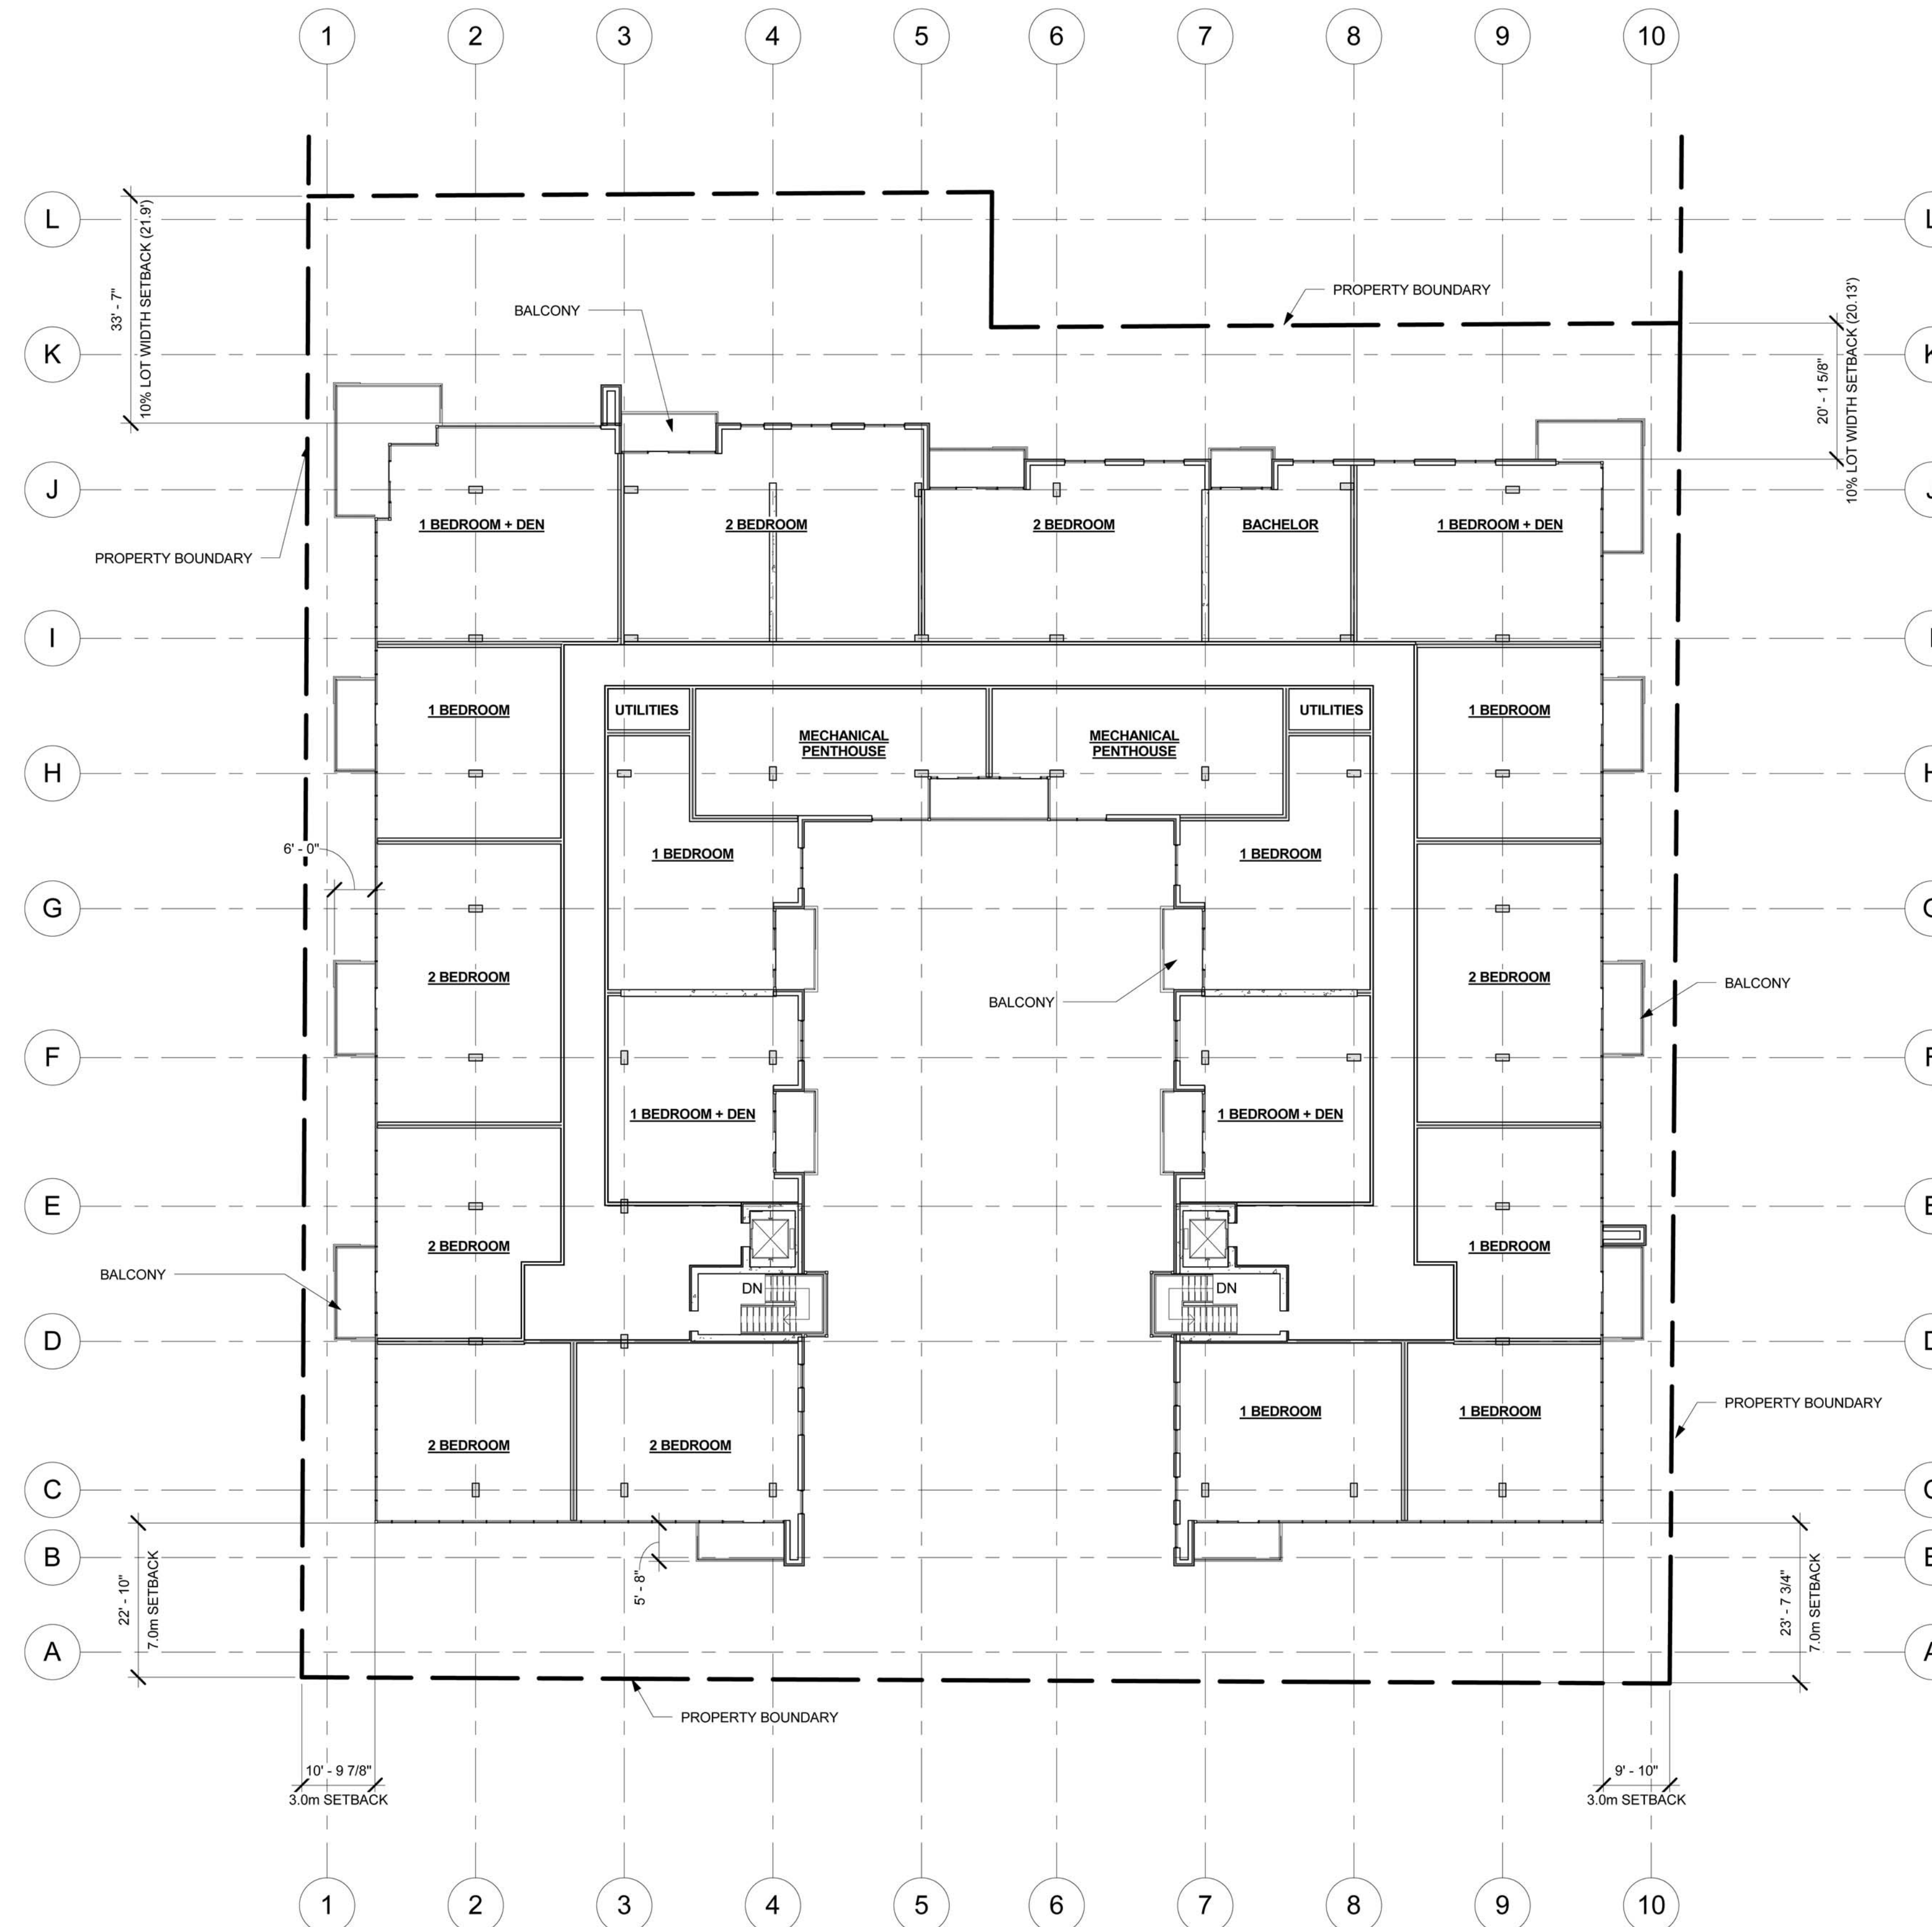 1 2 3 4 5 6 7 8 9 10
L
33' - 7"
10% LOT WIDTH SETBACK (21.9')
PROPERTY BOUNDARY
BALCONY
20' - 1 5/8"
10% LOT WIDTH SETBACK (20.13')
K
J
1 BEDROOM + DEN
2 BEDROOM
2 BEDROOM
BACHELOR
1 BEDROOM + DEN
PROPERTY BOUNDARY
I
1 BEDROOM
UTILITIES
UTILITIES
1 BEDROOM
MECHANICAL
PENTHOUSE
MECHANICAL
PENTHOUSE
H
6' - 0"
1 BEDROOM
1 BEDROOM
G
2 BEDROOM
2 BEDROOM
BALCONY
BALCONY
F
1 BEDROOM + DEN
1 BEDROOM + DEN
E
2 BEDROOM
1 BEDROOM
BALCONY
DN
DN
D
PROPERTY BOUNDARY
1 BEDROOM
1 BEDROOM
2 BEDROOM
2 BEDROOM
C
B
22' - 10"
7.0m SETBACK
5' - 8"
23' - 7 3/4"
7.0m SETBACK
A
PROPERTY BOUNDARY
10' - 9 7/8"
3.0m SETBACK
9' - 10"
3.0m SETBACK
1 2 3 4 5 6 7 8 9 10